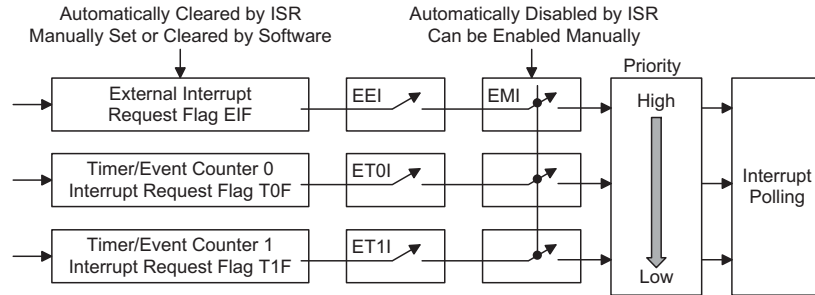 Automatically Cleared by ISR
Manually Set or Cleared by Software
Automatically Disabled by ISR
Can be Enabled Manually
Priority
External Interrupt
Request Flag EIF
EEI
EMI
High
Timer/Event Counter 0
Interrupt Request Flag T0F
ET0I
Interrupt
Polling
Timer/Event Counter 1
Interrupt Request Flag T1F
ET1I
Low